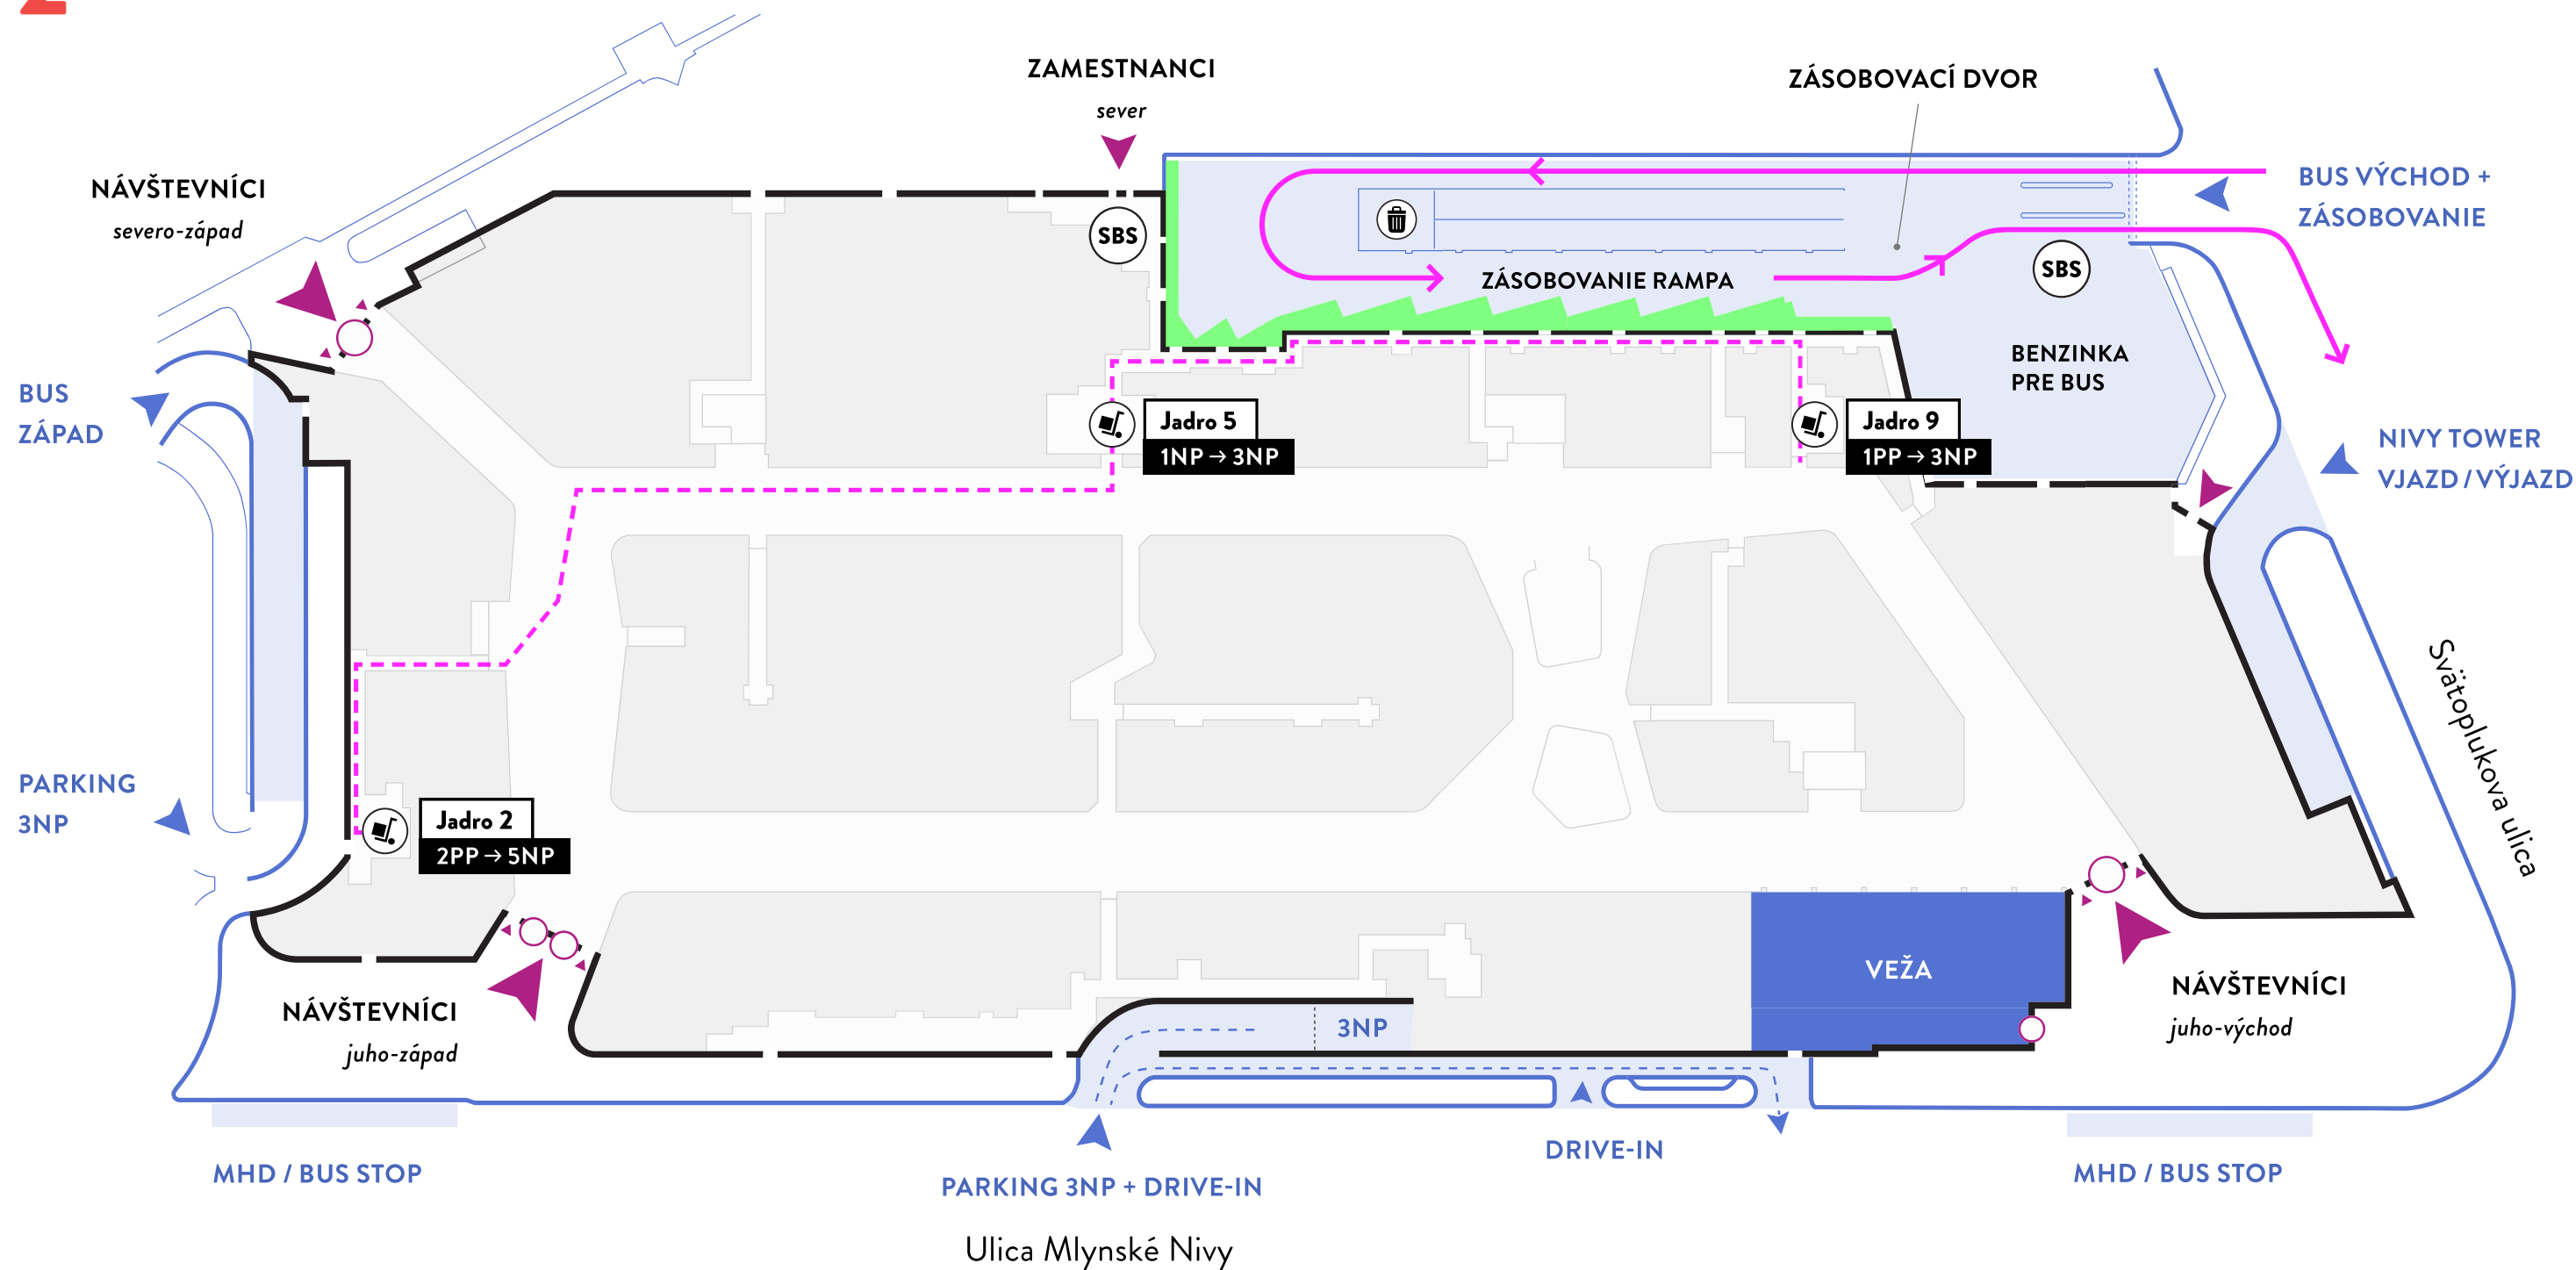 ZAMESTNANCI
sever
ZÁSOBOVACÍ DVOR
NÁVŠTEVNÍCI
severo-západ
BUS VÝCHOD +
ZÁSOBOVANIE
SBS
SBS
ZÁSOBOVANIE RAMPA
BENZINKA
PRE BUS
BUS
ZÁPAD
Jadro 5
1NP → 3NP
Jadro 9
1PP → 3NP
NIVY TOWER
VJAZD / VÝJAZD
Svätoplukova ulica
PARKING
3NP
Jadro 2
2PP → 5NP
VEŽA
NÁVŠTEVNÍCI
juho-západ
NÁVŠTEVNÍCI
juho-východ
3NP
MHD / BUS STOP
DRIVE-IN
MHD / BUS STOP
PARKING 3NP + DRIVE-IN
Ulica Mlynské Nivy